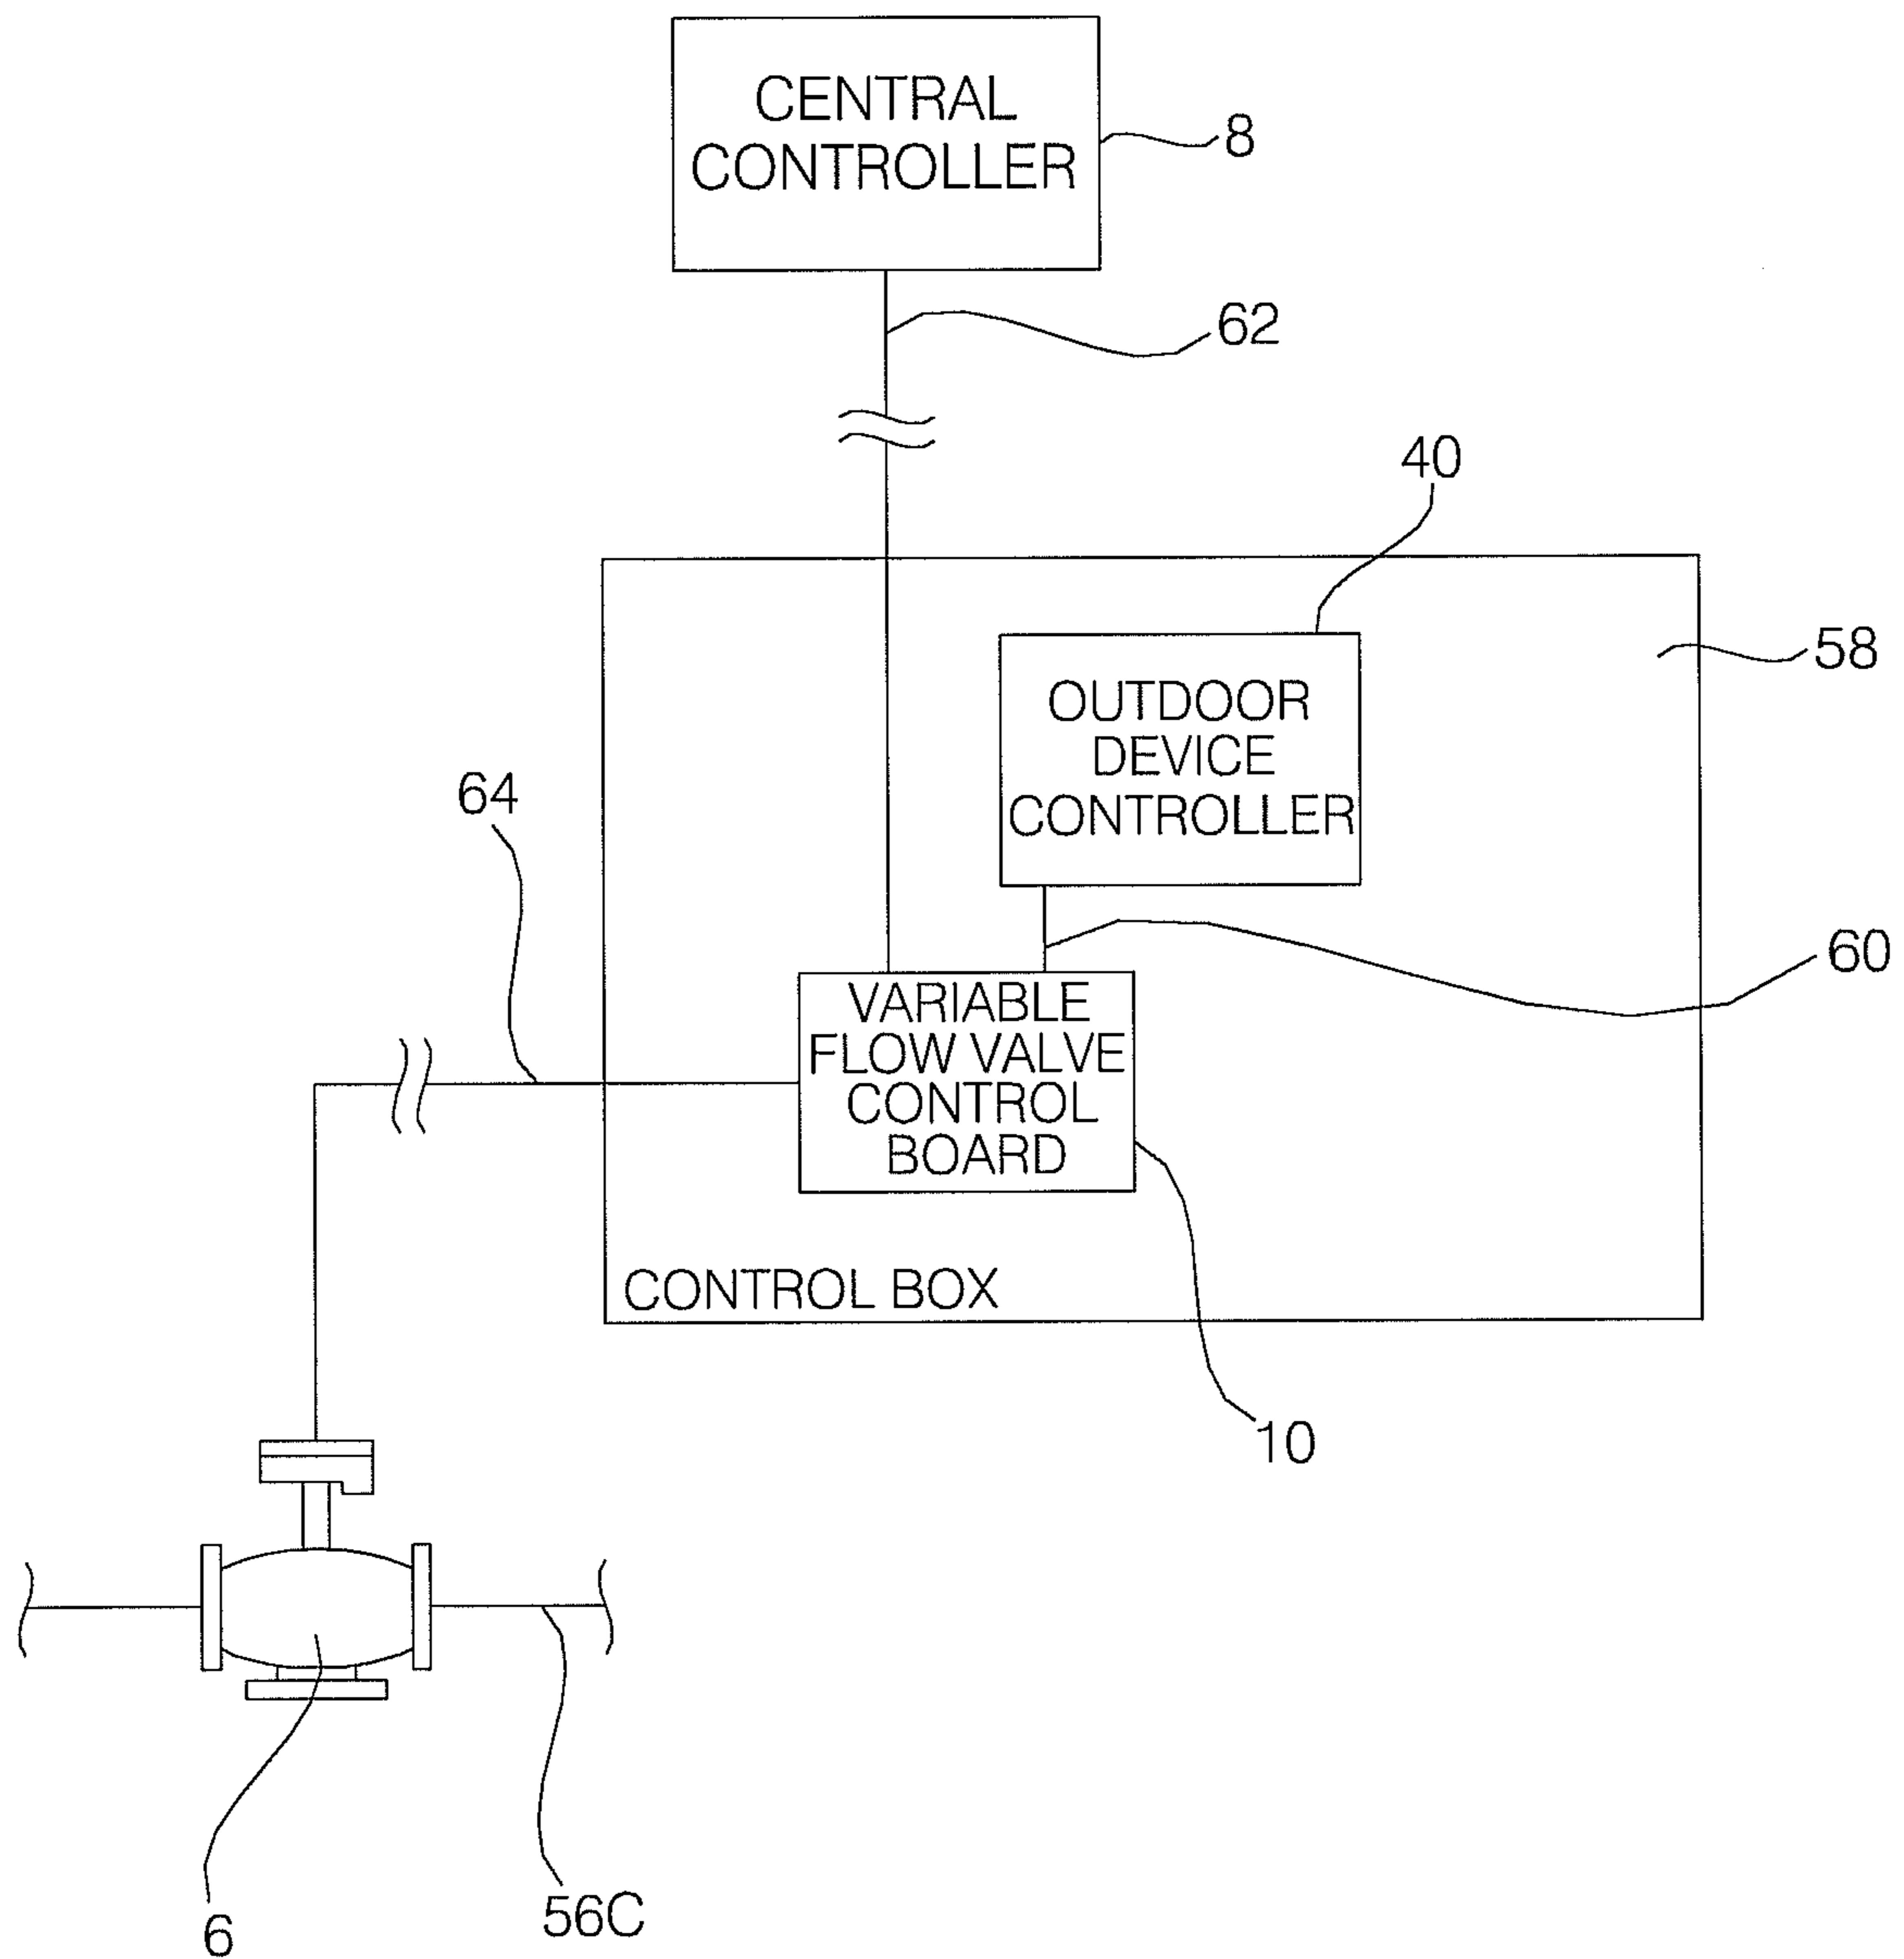 CENTRAL
CONTROLLER
8
62
40
58
OUTDOOR
DEVICE
CONTROLLER
64
60
VARIABLE
FLOW VALVE
CONTROL
BOARD
CONTROL BOX
10
6
56C